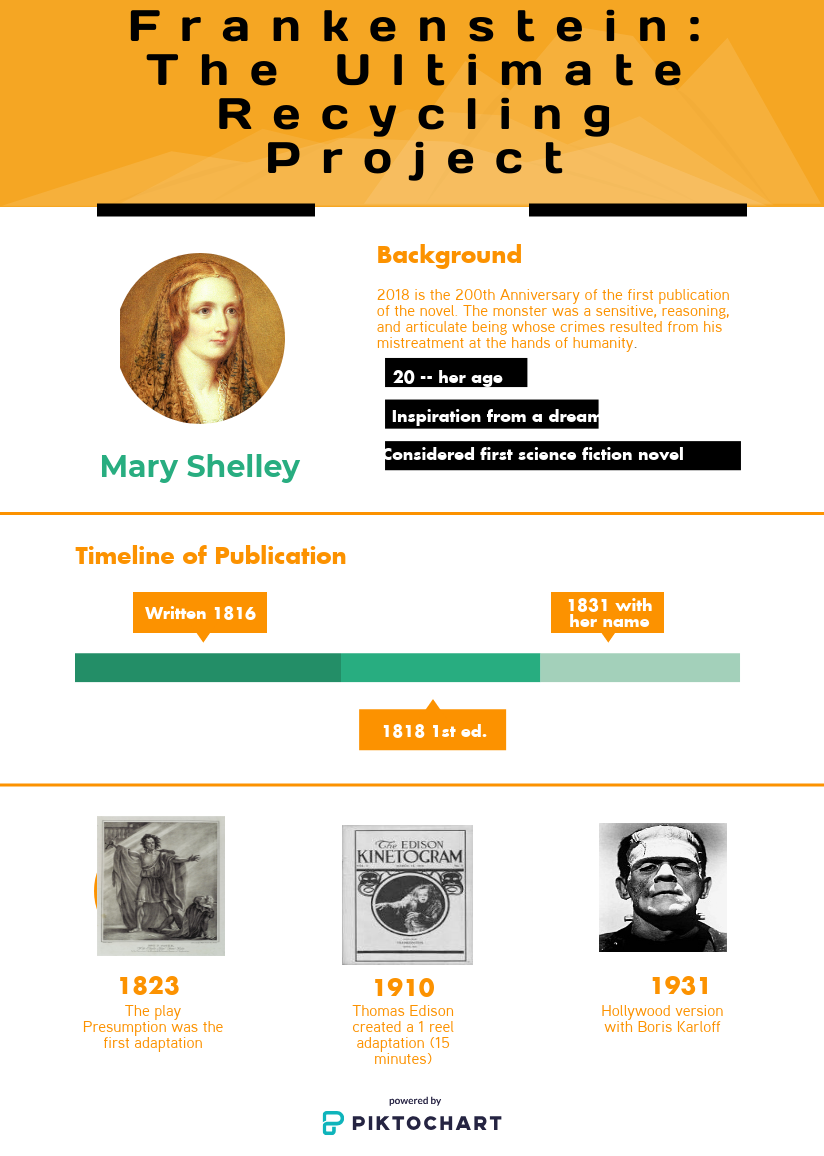 Frankenstein:
The Ultimate
Recycling
Project
Background
2018 is the 200th Anniversary of the first publication
of the novel. The monster was a sensitive, reasoning,
and articulate being whose crimes resulted from his
mistreatment at the hands of humanity.
20 -- her age
Inspiration from a dream
Considered first science fiction novel
Mary Shelley
Timeline of Publication
Written 1816
1831 with
her name
1818 1st ed.
The EDISON
KINETOGRAM
1823
The play
Presumption was the
first adaptation
1910
Thomas Edison
created a 1 reel
adaptation (15
minutes)
1931
Hollywood version
with Boris Karloff
powered by
PIKTOCHART